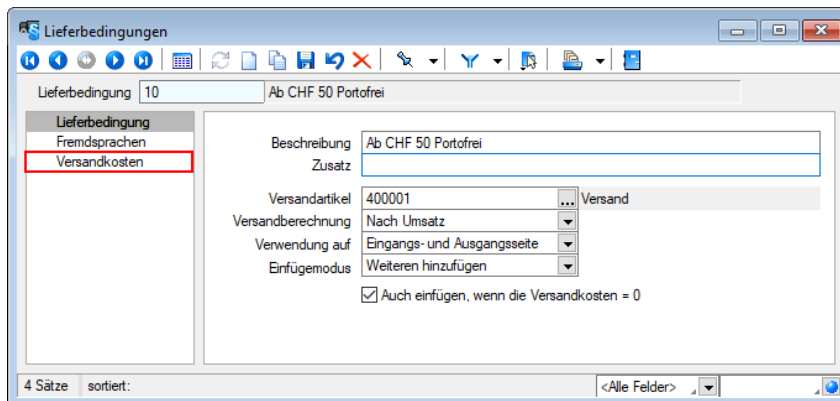 Lieferbedingungen
Lieferbedingung 10 Ab CHF 50 Portofrei
Lieferbedingung
Fremdsprachen
Versandkosten
Beschreibung Ab CHF 50 Portofrei
Zusatz
Versandartikel 400001 ... Versand
Versandberechnung Nach Umsatz
Verwendung auf Eingangs- und Ausgangsseite
Einfügemodus Weiteren hinzufügen
Auch einfügen, wenn die Versandkosten = 0
4 Sätze sortiert: <Alle Felder>